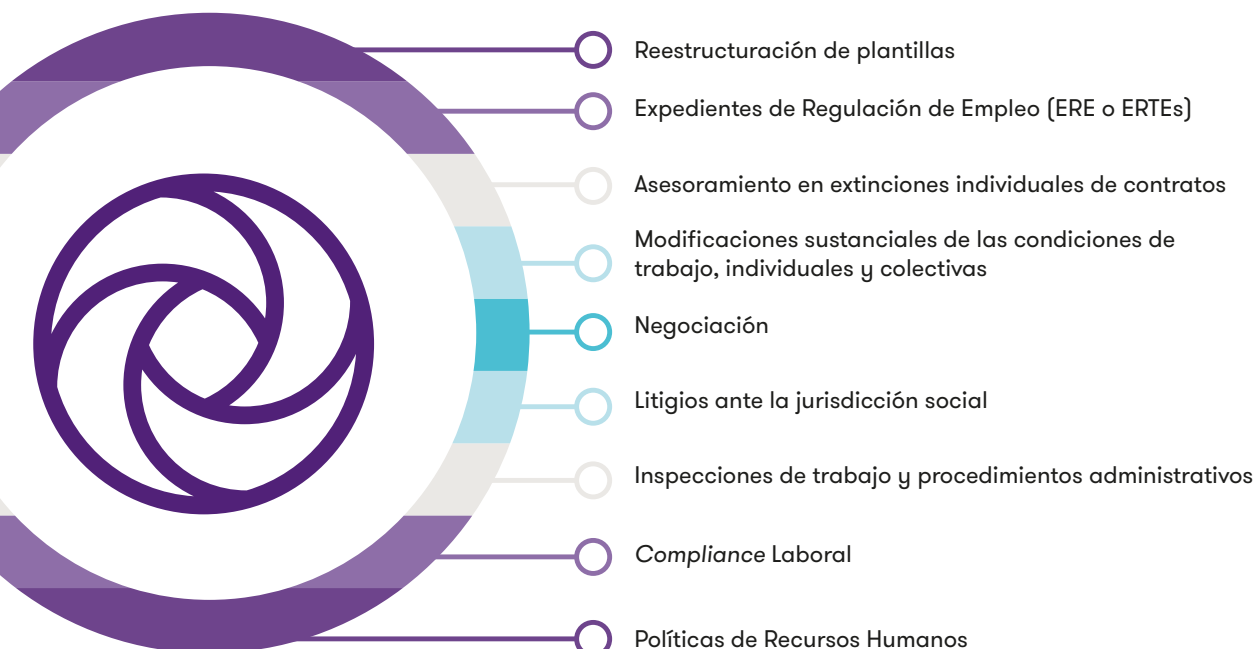 Reestructuración de plantillas
Expedientes de Regulación de Empleo (ERE o ERTEs)
Asesoramiento en extinciones individuales de contratos
Modificaciones sustanciales de las condiciones de
trabajo, individuales y colectivas
Negociación
Litigios ante la jurisdicción social
Inspecciones de trabajo y procedimientos administrativos
Compliance Laboral
Políticas de Recursos Humanos